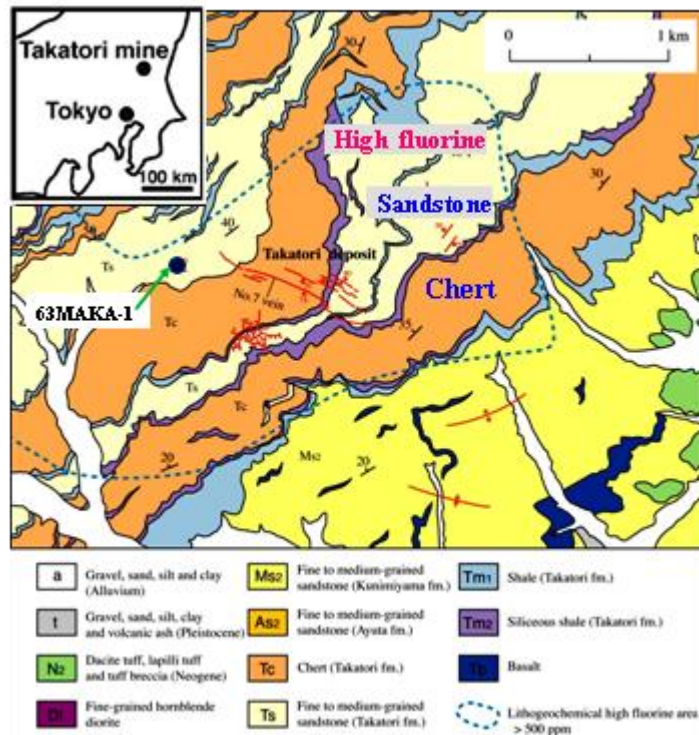 Takatori mine
Tokyo
100 km
0 1 km
30
High fluorine
Sandstone
30
40
Ts
Takatori deposit
No.7 vein
Chert
63MAKA-1
Tc
35
Ts
Tc
20
Ms2
20
a Gravel, sand, silt and clay
(Alluvium)
t Gravel, sand, silt, clay
and volcanic ash (Pleistocene)
N2 Dacite tuff, lapilli tuff
and tuff breccia (Neogene)
Di Fine-grained hornblende
diorite
Ms2 Fine to medium-grained
sandstone (Kunimiyama fm.)
As2 Fine to medium-grained
sandstone (Ayuta fm.)
Tc Chert (Takatori fm.)
Ts Fine to medium-grained
sandstone (Takatori fm.)
Tm1 Shale (Takatori fm.)
Tm2 Siliceous shale (Takatori fm.)
Tb Basalt
Lithogeochemical high fluorine area
> 500 ppm